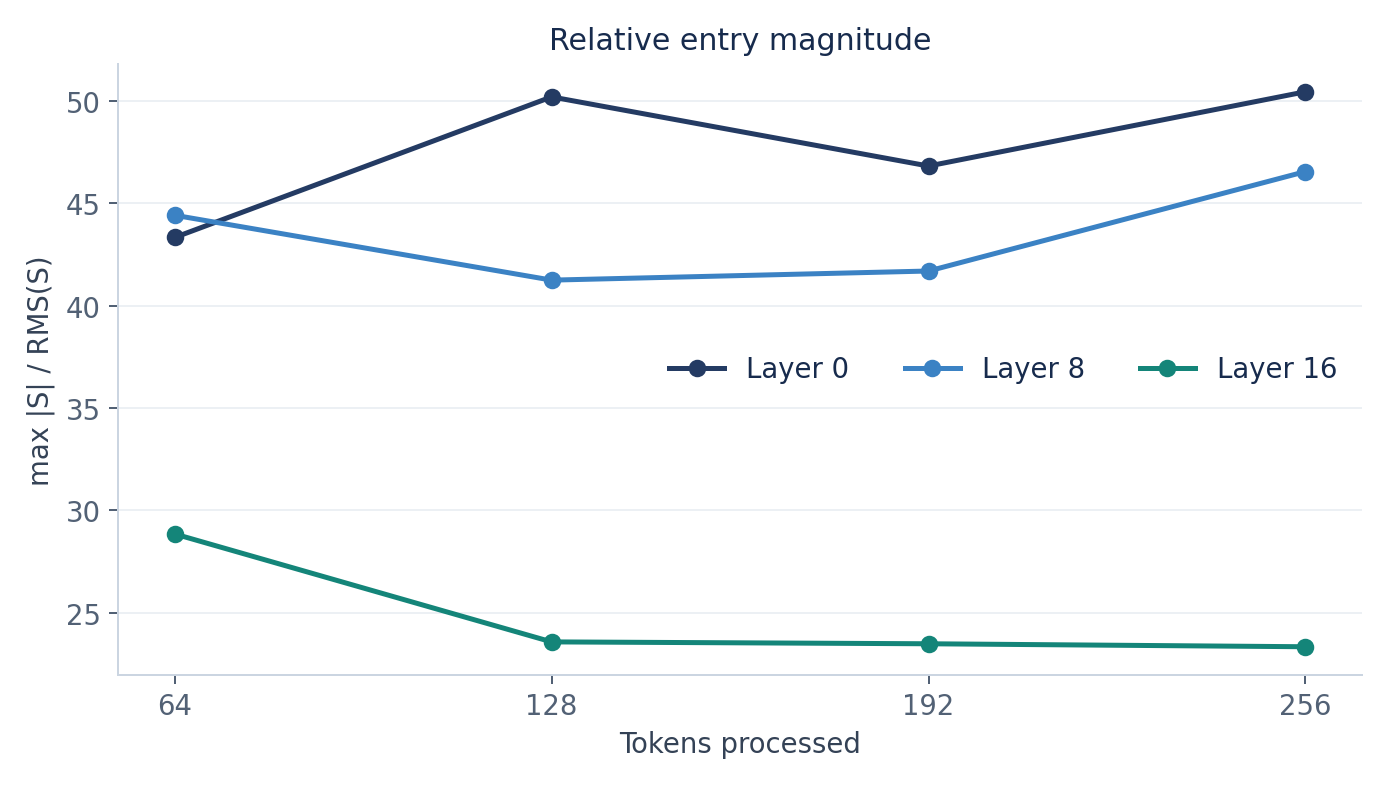 Relative entry magnitude
max |S| / RMS(S)
50
45
40
35
30
25
Layer 0
Layer 8
Layer 16
64
128
192
256
Tokens processed